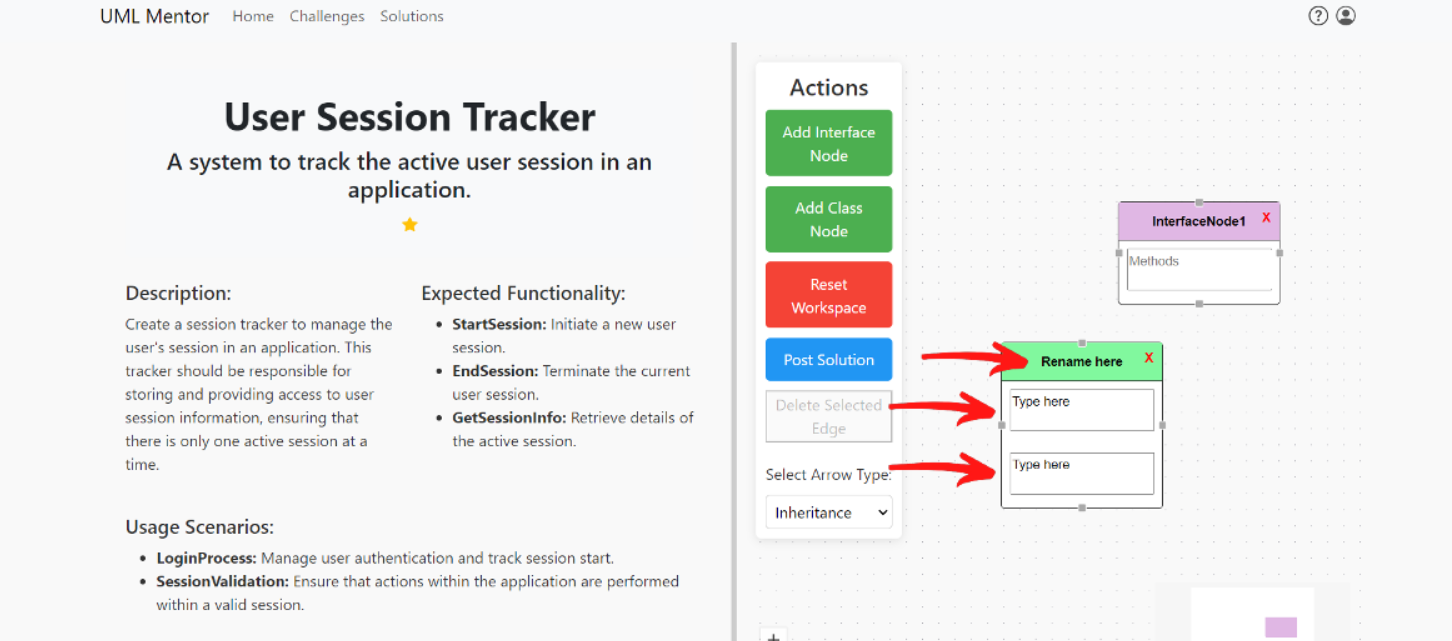 UML Mentor Home Challenges Solutions
?
User Session Tracker
A system to track the active user session in an
application.
Description:
Create a session tracker to manage the
user's session in an application. This
tracker should be responsible for
storing and providing access to user
session information, ensuring that
there is only one active session at a
time.
Expected Functionality:
• StartSession: Initiate a new user
session.
• EndSession: Terminate the current
user session.
• GetSessionInfo: Retrieve details of
the active session.
Usage Scenarios:
• LoginProcess: Manage user authentication and track session start.
• SessionValidation: Ensure that actions within the application are performed
within a valid session.
Actions
Add Interface
Node
Add Class
Node
Reset
Workspace
Post Solution
Delete Selected
Edge
Select Arrow Type:
Inheritance
InterfaceNode1 X
Methods
Rename here X
Type here
Type here
+